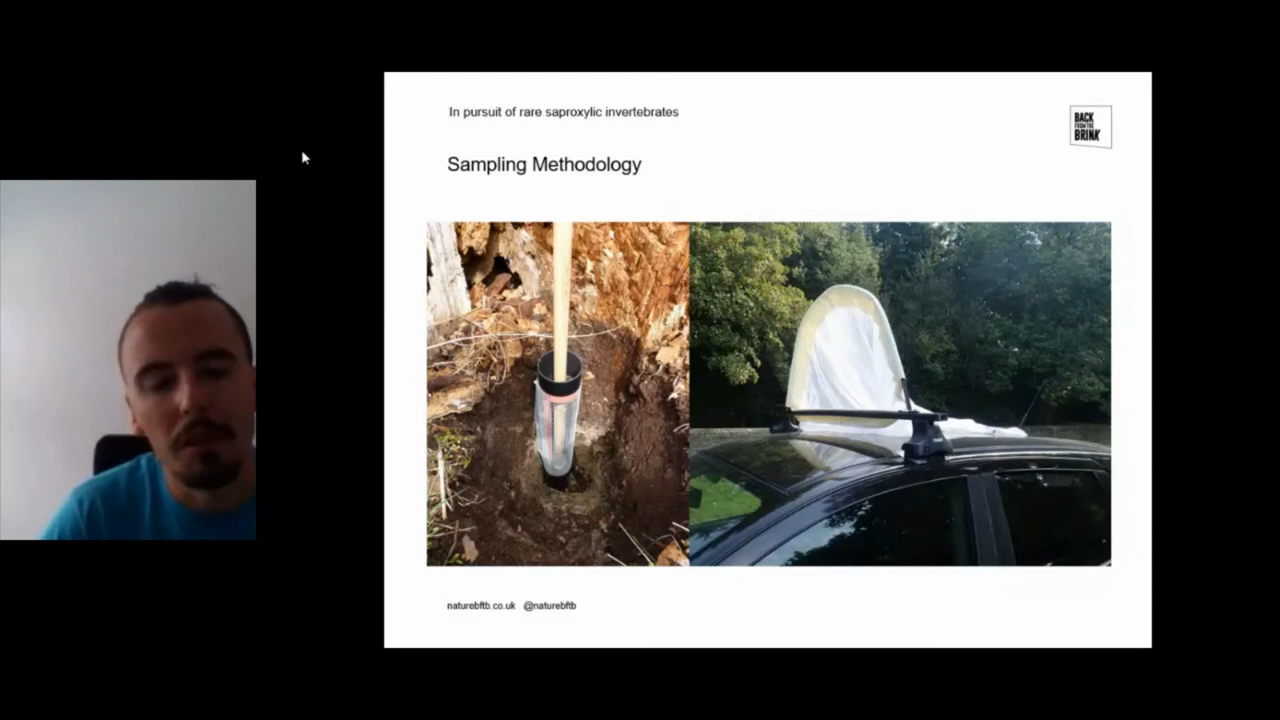 In pursuit of rare saproxylic invertebrates
BACK
FROM THE
BRINK
Sampling Methodology
naturebftb.co.uk @naturebftb